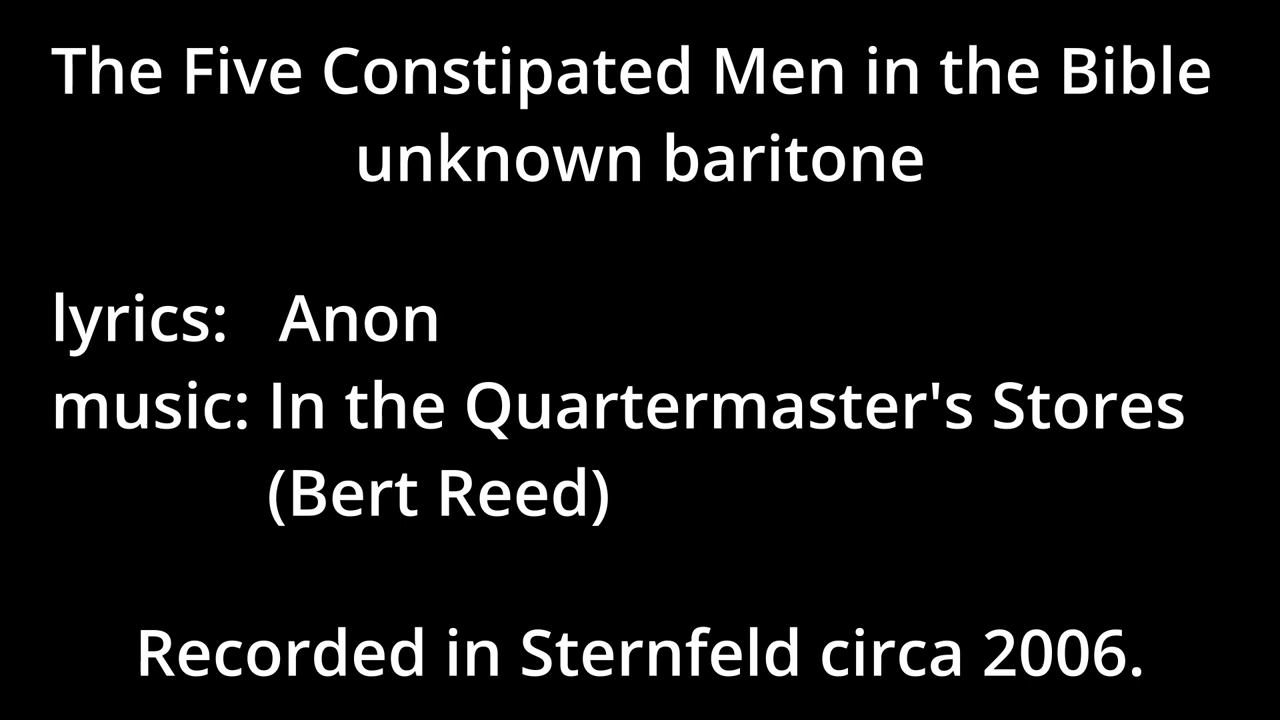 The Five Constipated Men in the Bible
unknown baritone
lyrics: Anon
music: In the Quartermaster's Stores
(Bert Reed)
Recorded in Sternfeld circa 2006.